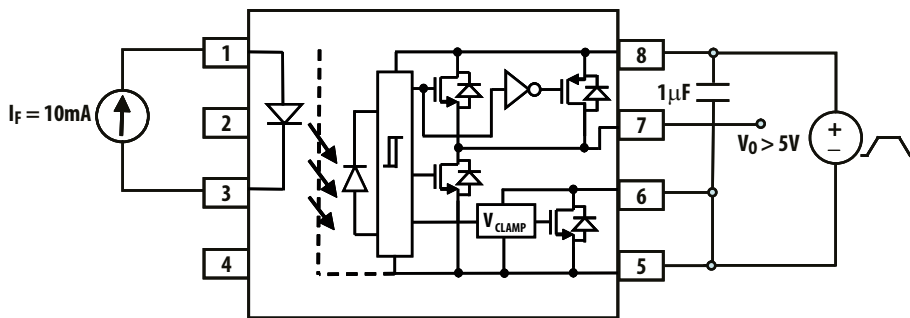 1
8
I_F = 10mA
1µF
2
7
V_O > 5V
+
–
3
6
V_CLAMP
4
5